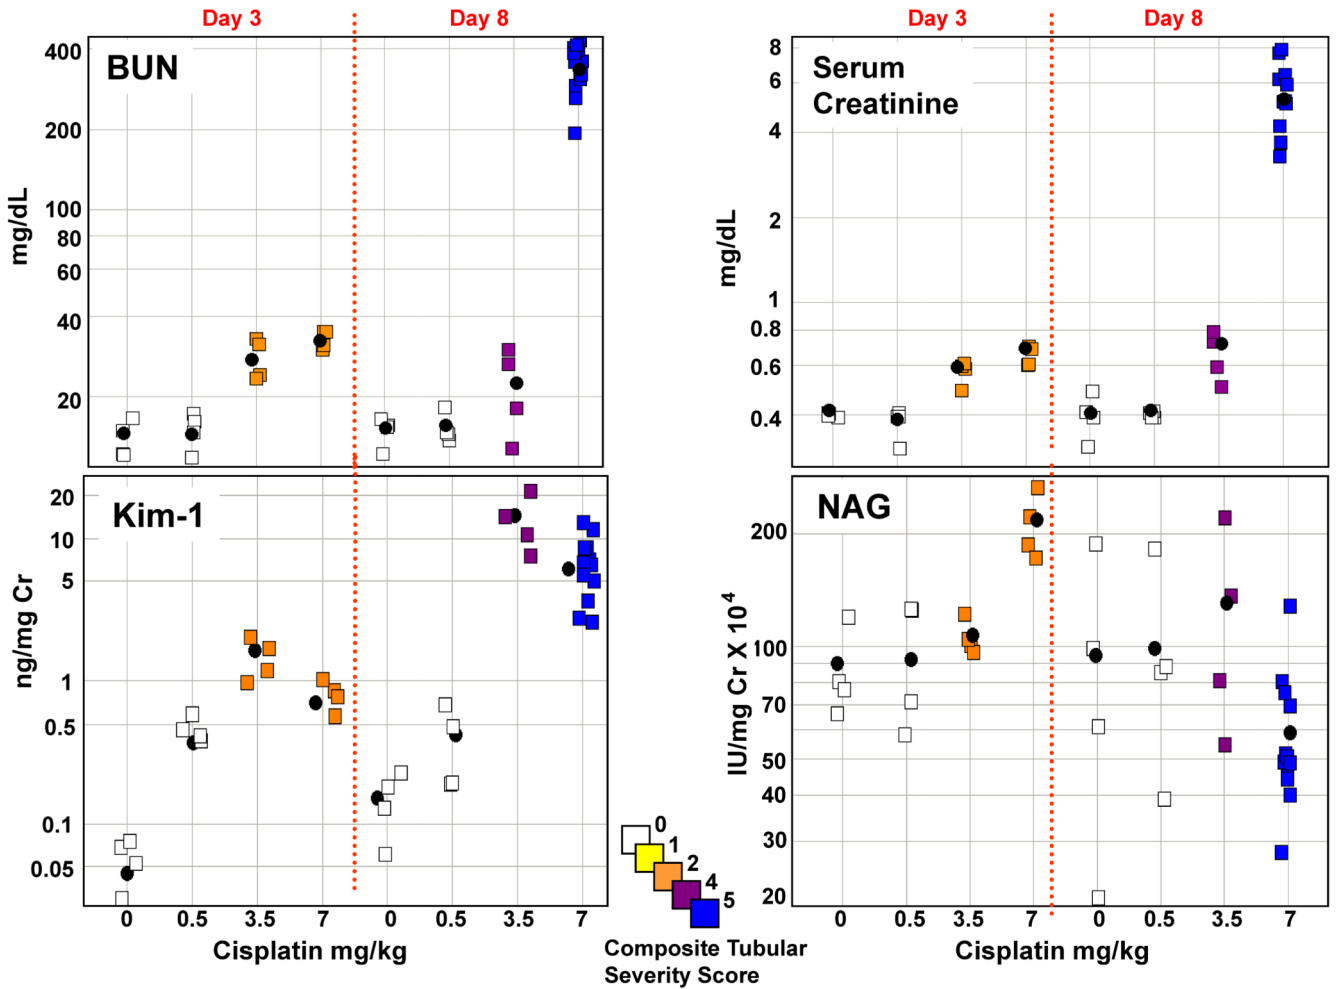 Day 3 Day 8 Day 3 Day 8
BUN
400
200
100
80
60
40
20
mg/dL
Serum
Creatinine
8
6
4
2
1
0.8
0.6
0.4
mg/dL
Kim-1
20
10
5
1
0.5
0.1
0.05
ng/mg Cr
0 0.5 3.5 7 0 0.5 3.5 7
Cisplatin mg/kg
NAG
200
100
70
50
40
30
20
IU/mg Cr X 10⁴
0 0.5 3.5 7 0 0.5 3.5 7
Cisplatin mg/kg
0
1
2
4
5
Composite Tubular
Severity Score